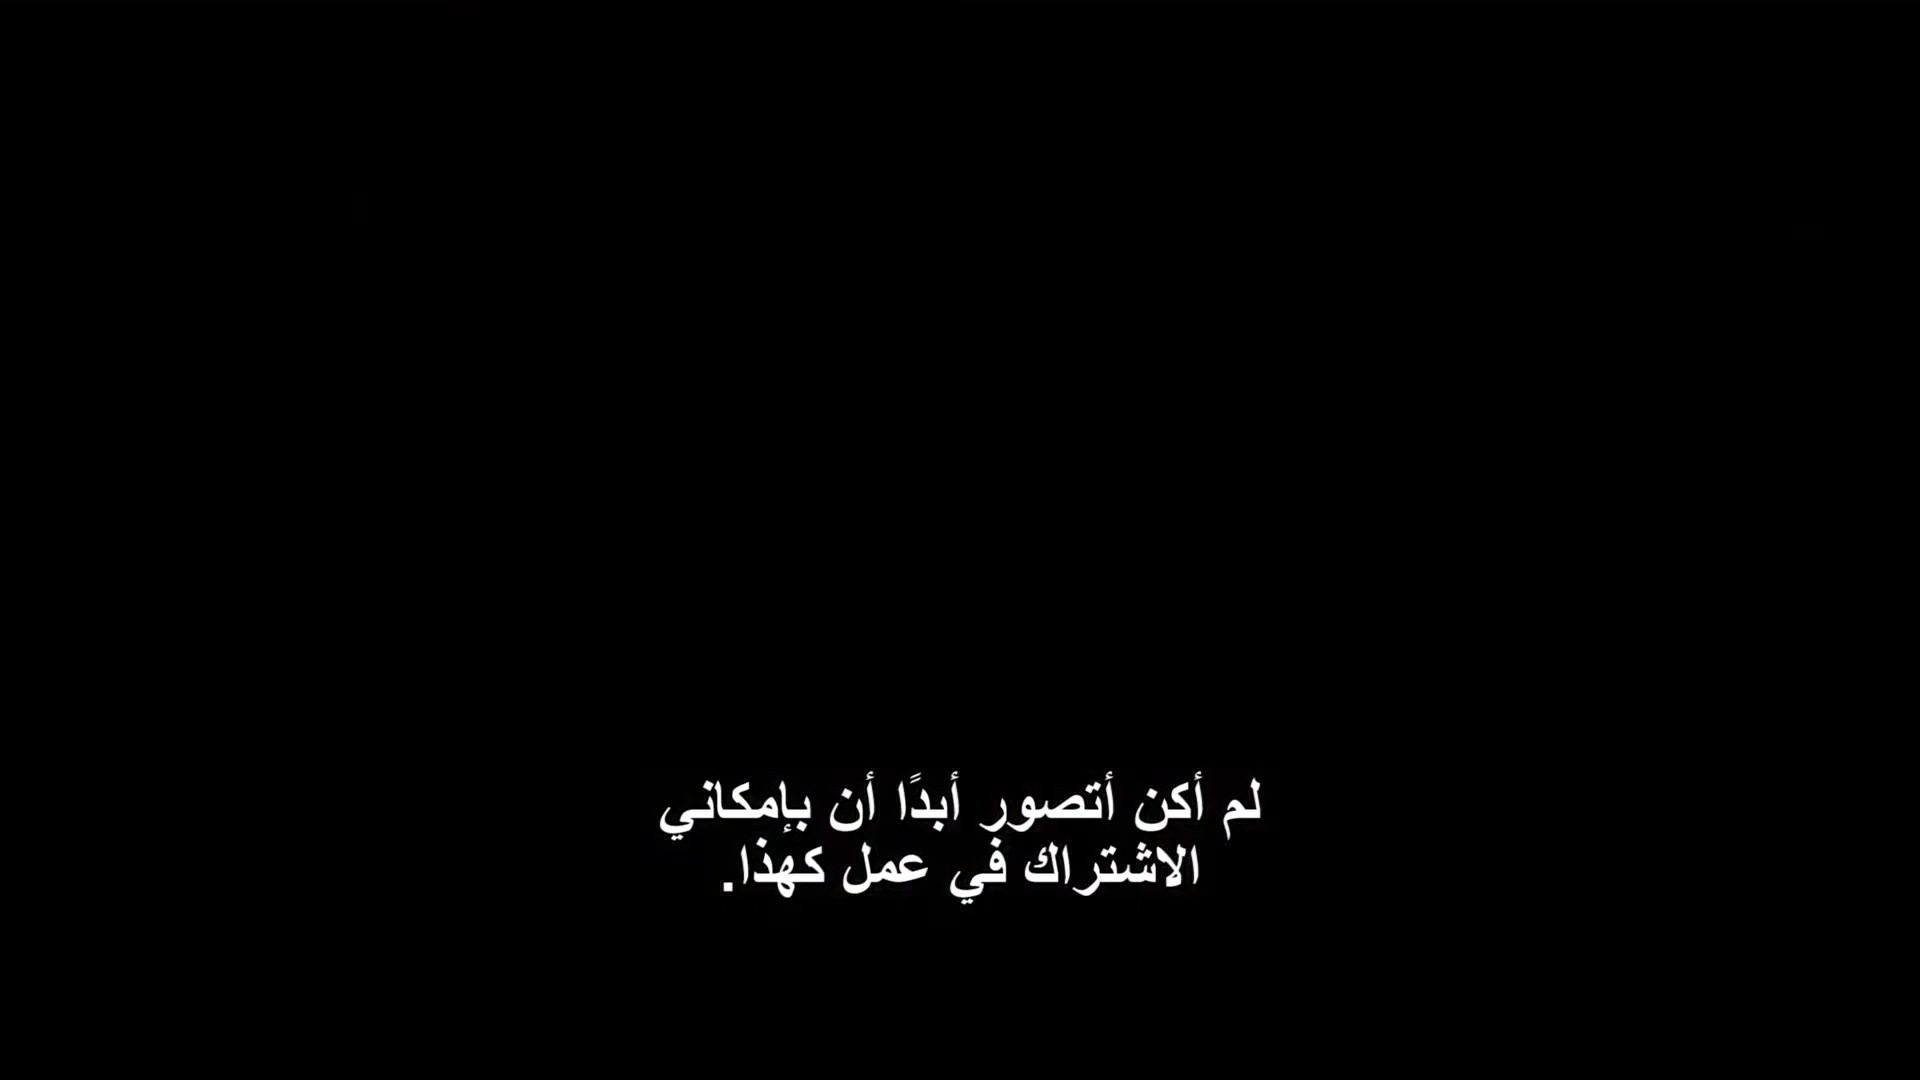 لم أكن أتصور أبدًا أن بإمكاني
الاشتراك في عمل كهذا.